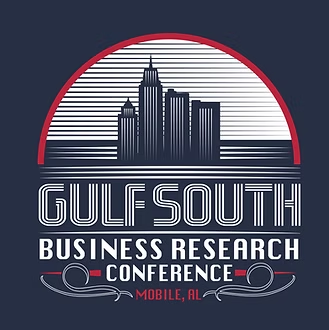 GULF SOUTH
BUSINESS RESEARCH
CONFERENCE
MOBILE, AL